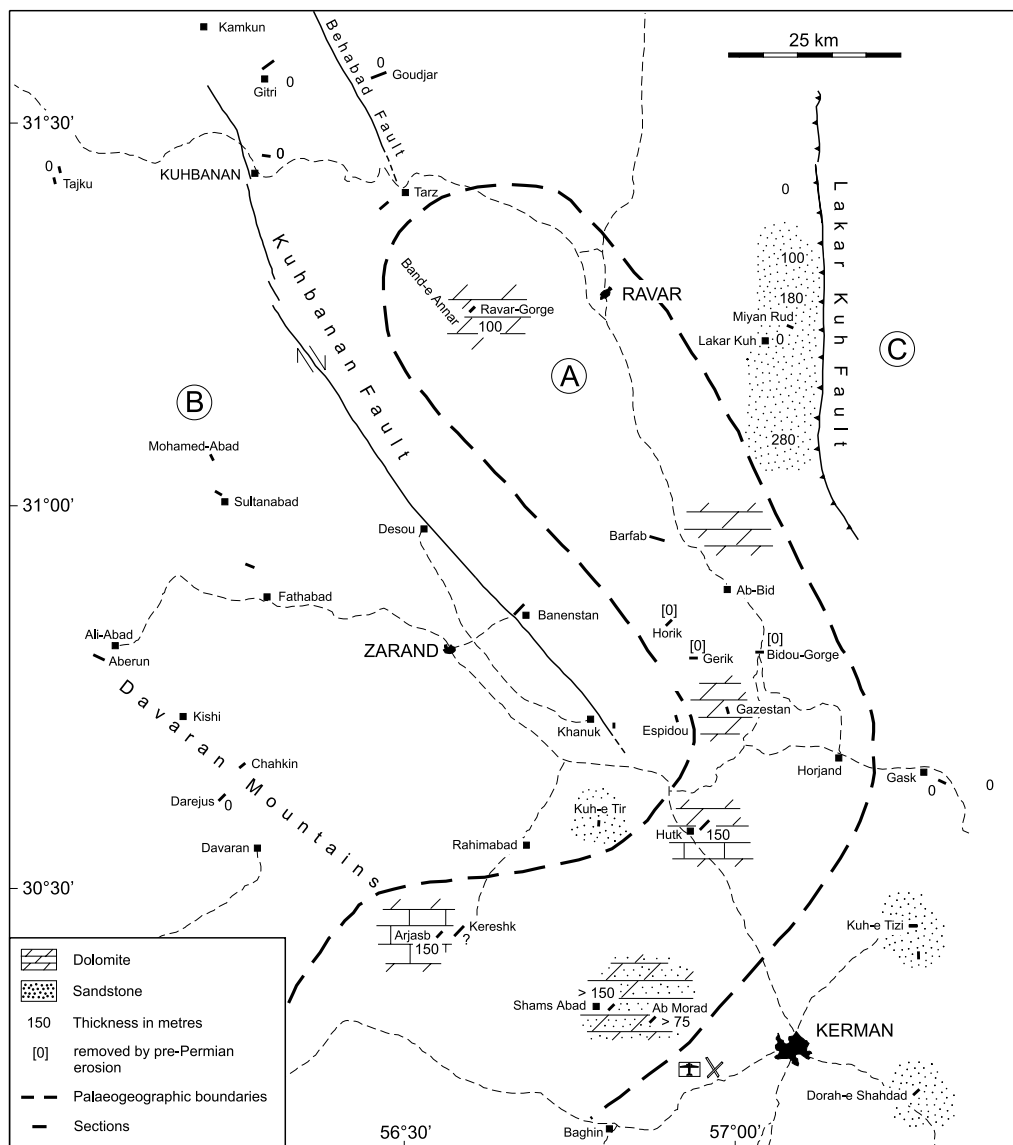 Kamkun
0
Gitri
Behabad Fault
0
Goudjar
25 km
31°30'
0
Tajku
0
KUHBANAN
Tarz
0
Lakar Kuh Fault
Kuhbanan Fault
Band-e Annar
RAVAR
Ravar-Gorge
100
100
180
Miyan Rud
Lakar Kuh
0
C
A
B
280
Mohamed-Abad
Sultanabad
31°00'
Desou
Barfab
Fathabad
Ab-Bid
Banenstan
[0]
Horik
[0]
Gerik
[0]
Bidou-Gorge
Ali-Abad
Aberun
ZARAND
Davaran Mountains
Kishi
Khanuk
Espidou
Gazestan
Chahkin
Darejus
0
Horjand
Gask
0
0
Kuh-e Tir
Hutk
150
Davaran
Rahimabad
30°30'
Arjasb
150
Kereshk
?
Kuh-e Tizi
> 150
Shams Abad
Ab Morad
> 75
KERMAN
Dorah-e Shahdad
Baghin
56°30'
57°00'
Dolomite
Sandstone
150 Thickness in metres
[0] removed by pre-Permian
erosion
Palaeogeographic boundaries
Sections